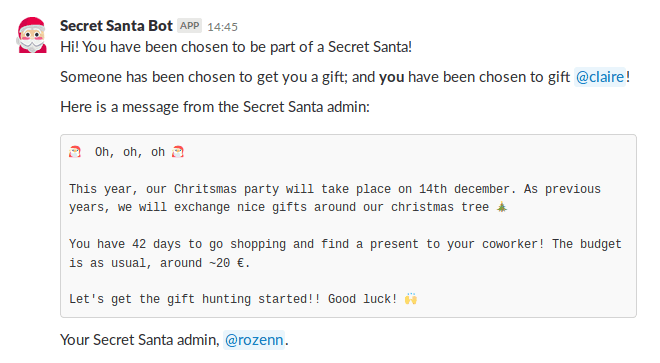 Secret Santa Bot APP 14:45
Hi! You have been chosen to be part of a Secret Santa!
Someone has been chosen to get you a gift; and you have been chosen to gift @claire!
Here is a message from the Secret Santa admin:
🎅 Oh, oh, oh 🎅
This year, our Chritsmas party will take place on 14th december. As previous
years, we will exchange nice gifts around our christmas tree 🎄
You have 42 days to go shopping and find a present to your coworker! The budget
is as usual, around ~20 €.
Let's get the gift hunting started!! Good luck! 🙌
Your Secret Santa admin, @rozenn.